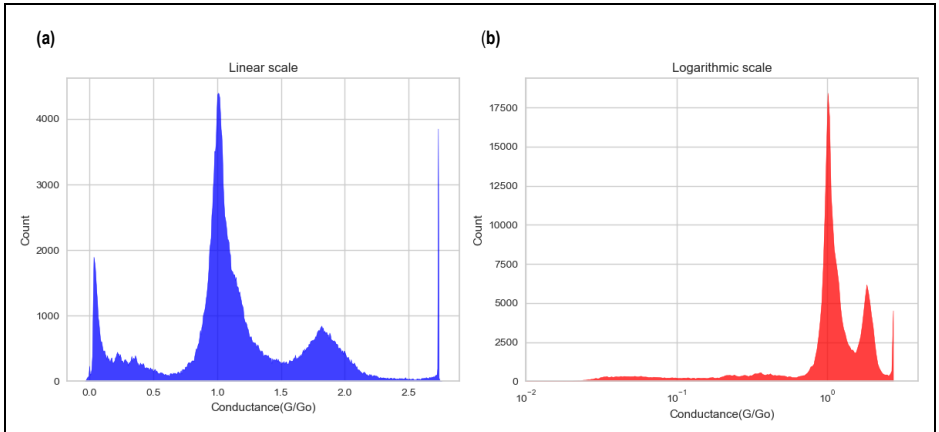 (a)
Linear scale
4000
3000
2000
1000
0
Count
0.0 0.5 1.0 1.5 2.0 2.5
Conductance(G/Go)
(b)
Logarithmic scale
17500
15000
12500
10000
7500
5000
2500
0
Count
10⁻² 10⁻¹ 10⁰
Conductance(G/Go)